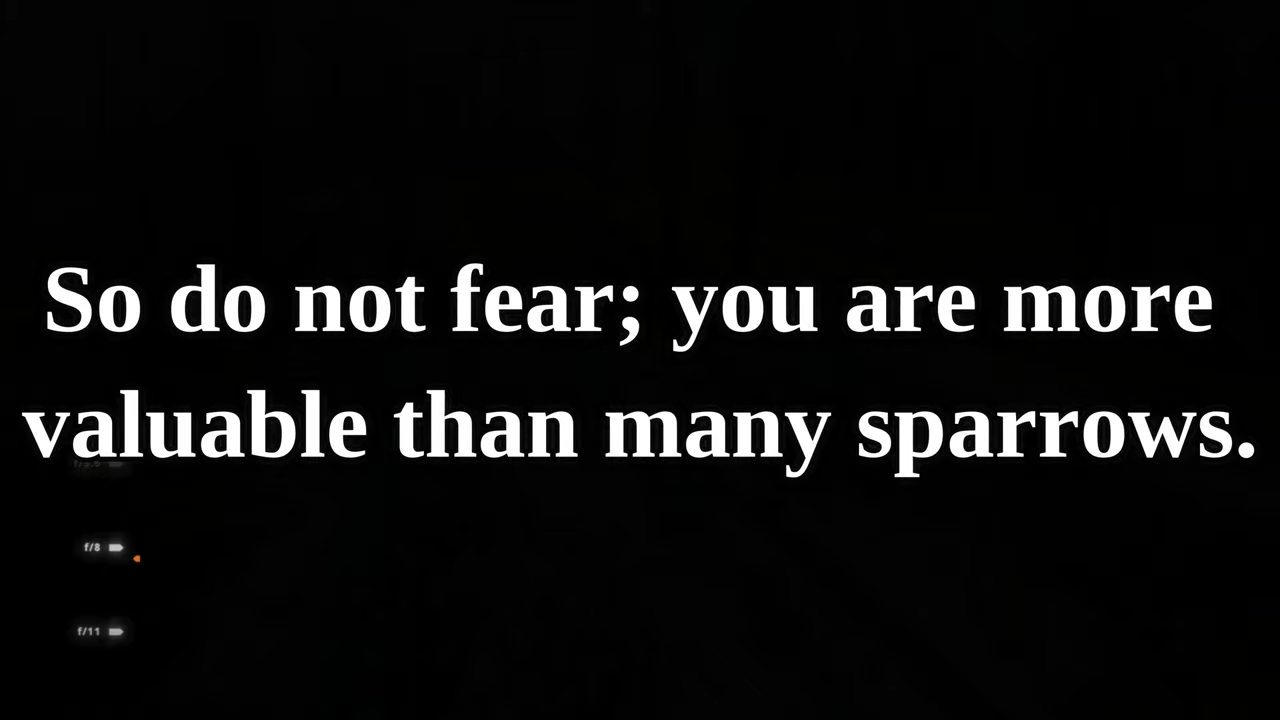 So do not fear; you are more
valuable than many sparrows.
f/8
f/11